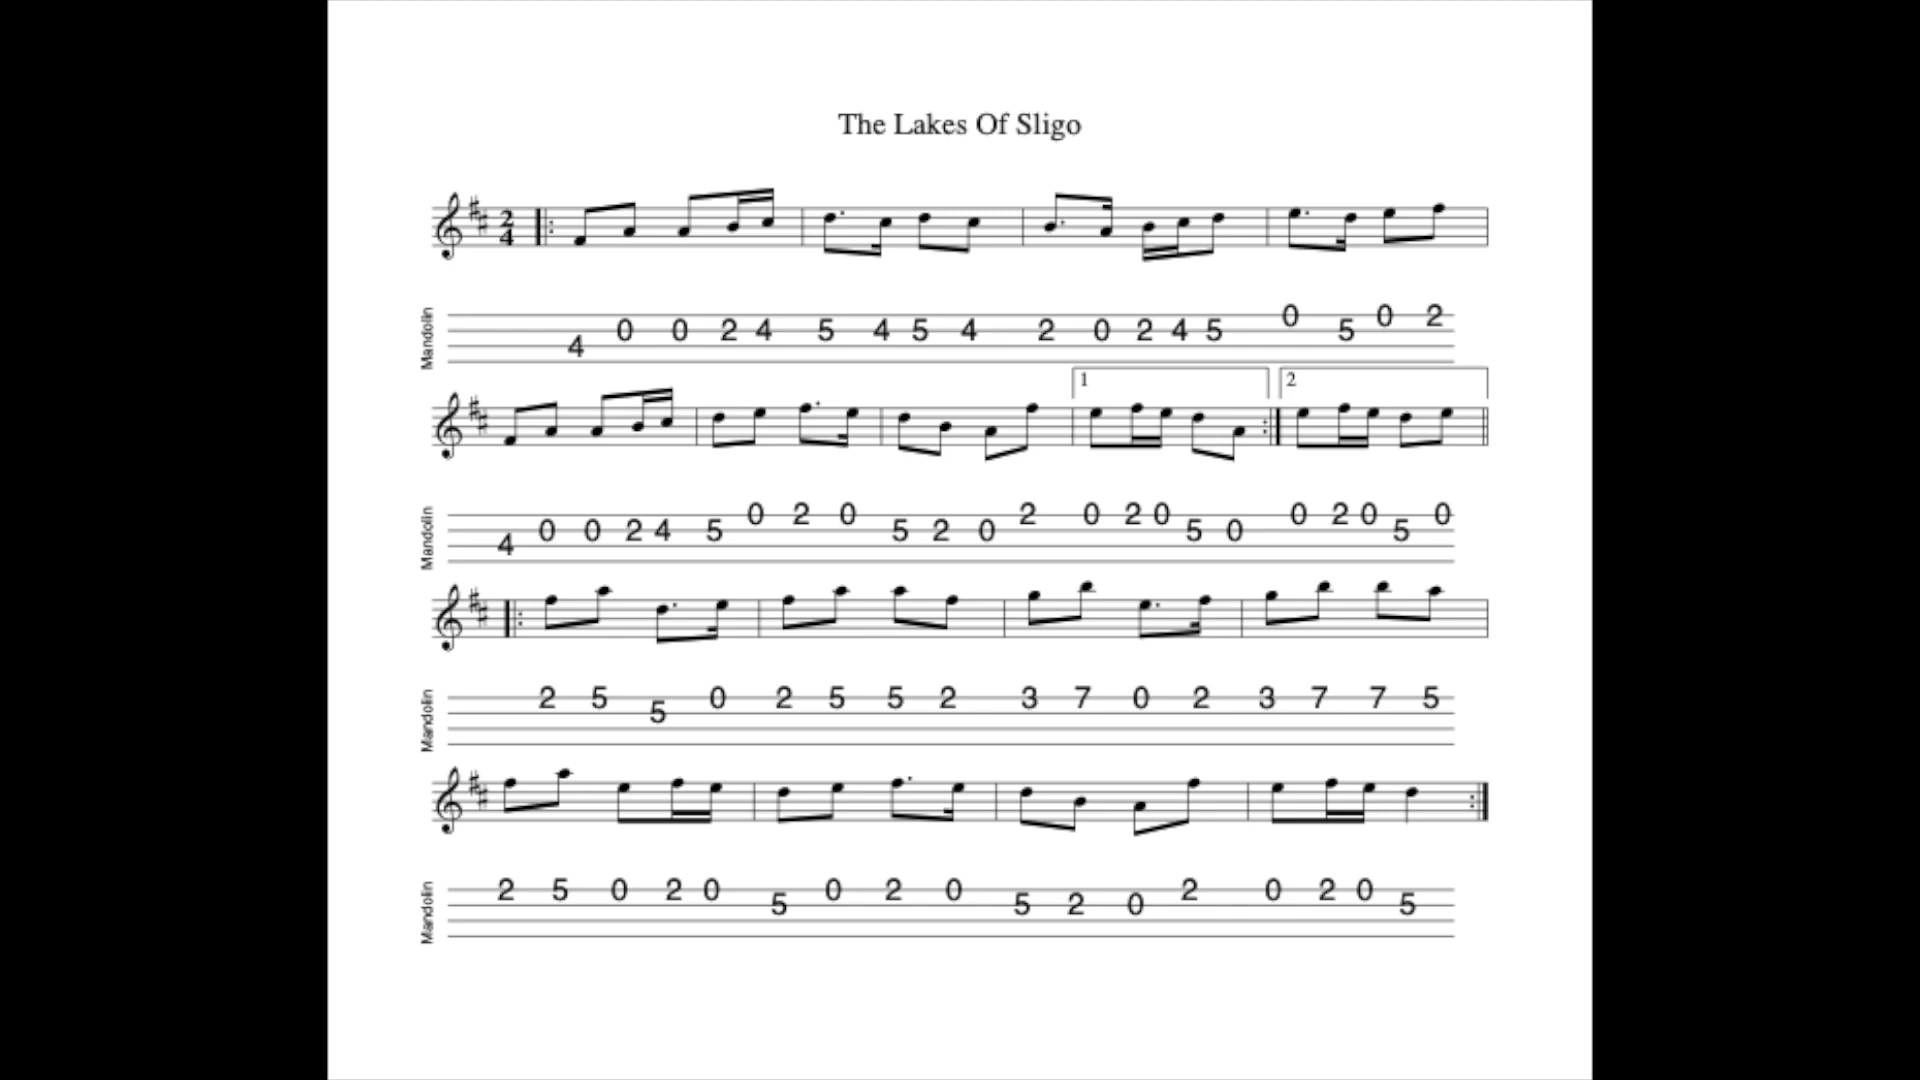 The Lakes Of Sligo
2
4
Mandolin 4 0 0 2 4 5 4 5 4 2 0 2 4 5 0 5 0 2
1 2
Mandolin 4 0 0 2 4 5 0 2 0 5 2 0 2 0 2 0 5 0 0 2 0 5 0
Mandolin 2 5 5 0 2 5 5 2 3 7 0 2 3 7 7 5
Mandolin 2 5 0 2 0 5 0 2 0 5 2 0 2 0 2 0 5